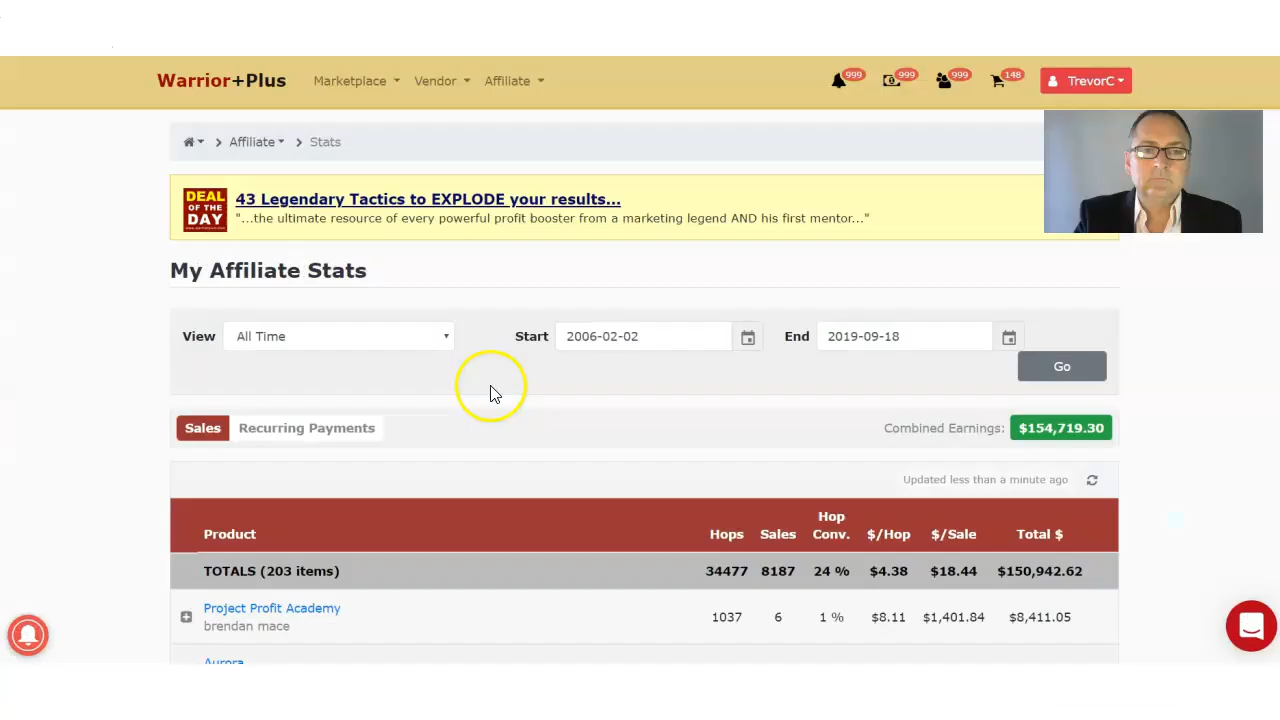 Warrior+Plus Marketplace Vendor Affiliate 999 999 999 148 TrevorC
Affiliate Stats
DEAL OF THE DAY
43 Legendary Tactics to EXPLODE your results...
"...the ultimate resource of every powerful profit booster from a marketing legend AND his first mentor..."
My Affiliate Stats
View All Time Start 2006-02-02 End 2019-09-18
Go
Sales Recurring Payments Combined Earnings: $154,719.30
Updated less than a minute ago
Product Hops Sales Hop Conv. $/Hop $/Sale Total $
TOTALS (203 items) 34477 8187 24 % $4.38 $18.44 $150,942.62
Project Profit Academy 1037 6 1 % $8.11 $1,401.84 $8,411.05
brendan mace
Aurora